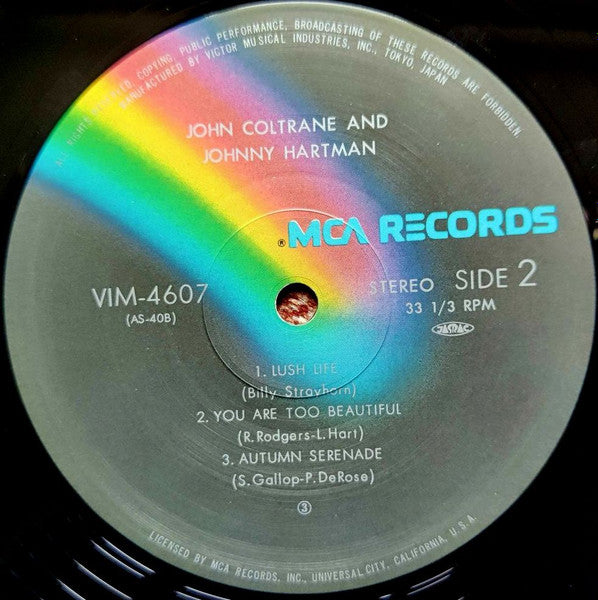 ALL RIGHTS RESERVED. COPYING, PUBLIC PERFORMANCE, BROADCASTING OF THESE RECORDS ARE FORBIDDEN.
MANUFACTURED BY VICTOR MUSICAL INDUSTRIES, INC., TOKYO, JAPAN
JOHN COLTRANE AND
JOHNNY HARTMAN
® MCA RECORDS
VIM-4607
(AS-40B)
STEREO SIDE 2
33 1/3 RPM
JASRAC
1. LUSH LIFE
(Billy Strayhorn)
2. YOU ARE TOO BEAUTIFUL
(R. Rodgers-L. Hart)
3. AUTUMN SERENADE
(S. Gallop-P. DeRose)
③
LICENSED BY MCA RECORDS, INC., UNIVERSAL CITY, CALIFORNIA, U.S.A.